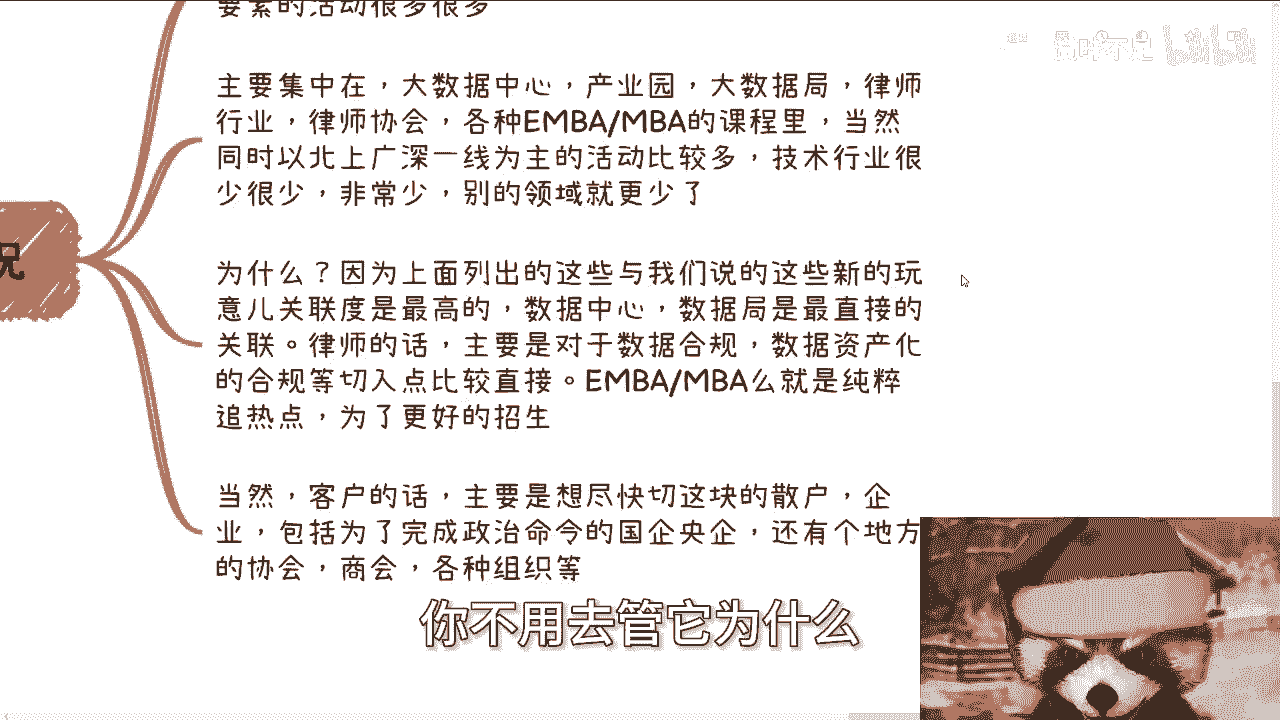 要素的活动很多很多
主要集中在，大数据中心，产业园，大数据局，律师
行业，律师协会，各种EMBA/MBA的课程里，当然
同时以北上广深一线为主的活动比较多，技术行业很
少很少，非常少，别的领域就更少了
况
为什么？因为上面列出的这些与我们说的这些新的玩
意儿关联度是最高的，数据中心，数据局是最直接的
关联。律师的话，主要是对于数据合规，数据资产化
的合规等切入点比较直接。EMBA/MBA么就是纯粹
追热点，为了更好的招生
当然，客户的话，主要是想尽快切这块的散户，企
业，包括为了完成政治命令的国企央企，还有个地方
的协会，商会，各种组织等
你不用去管它为什么